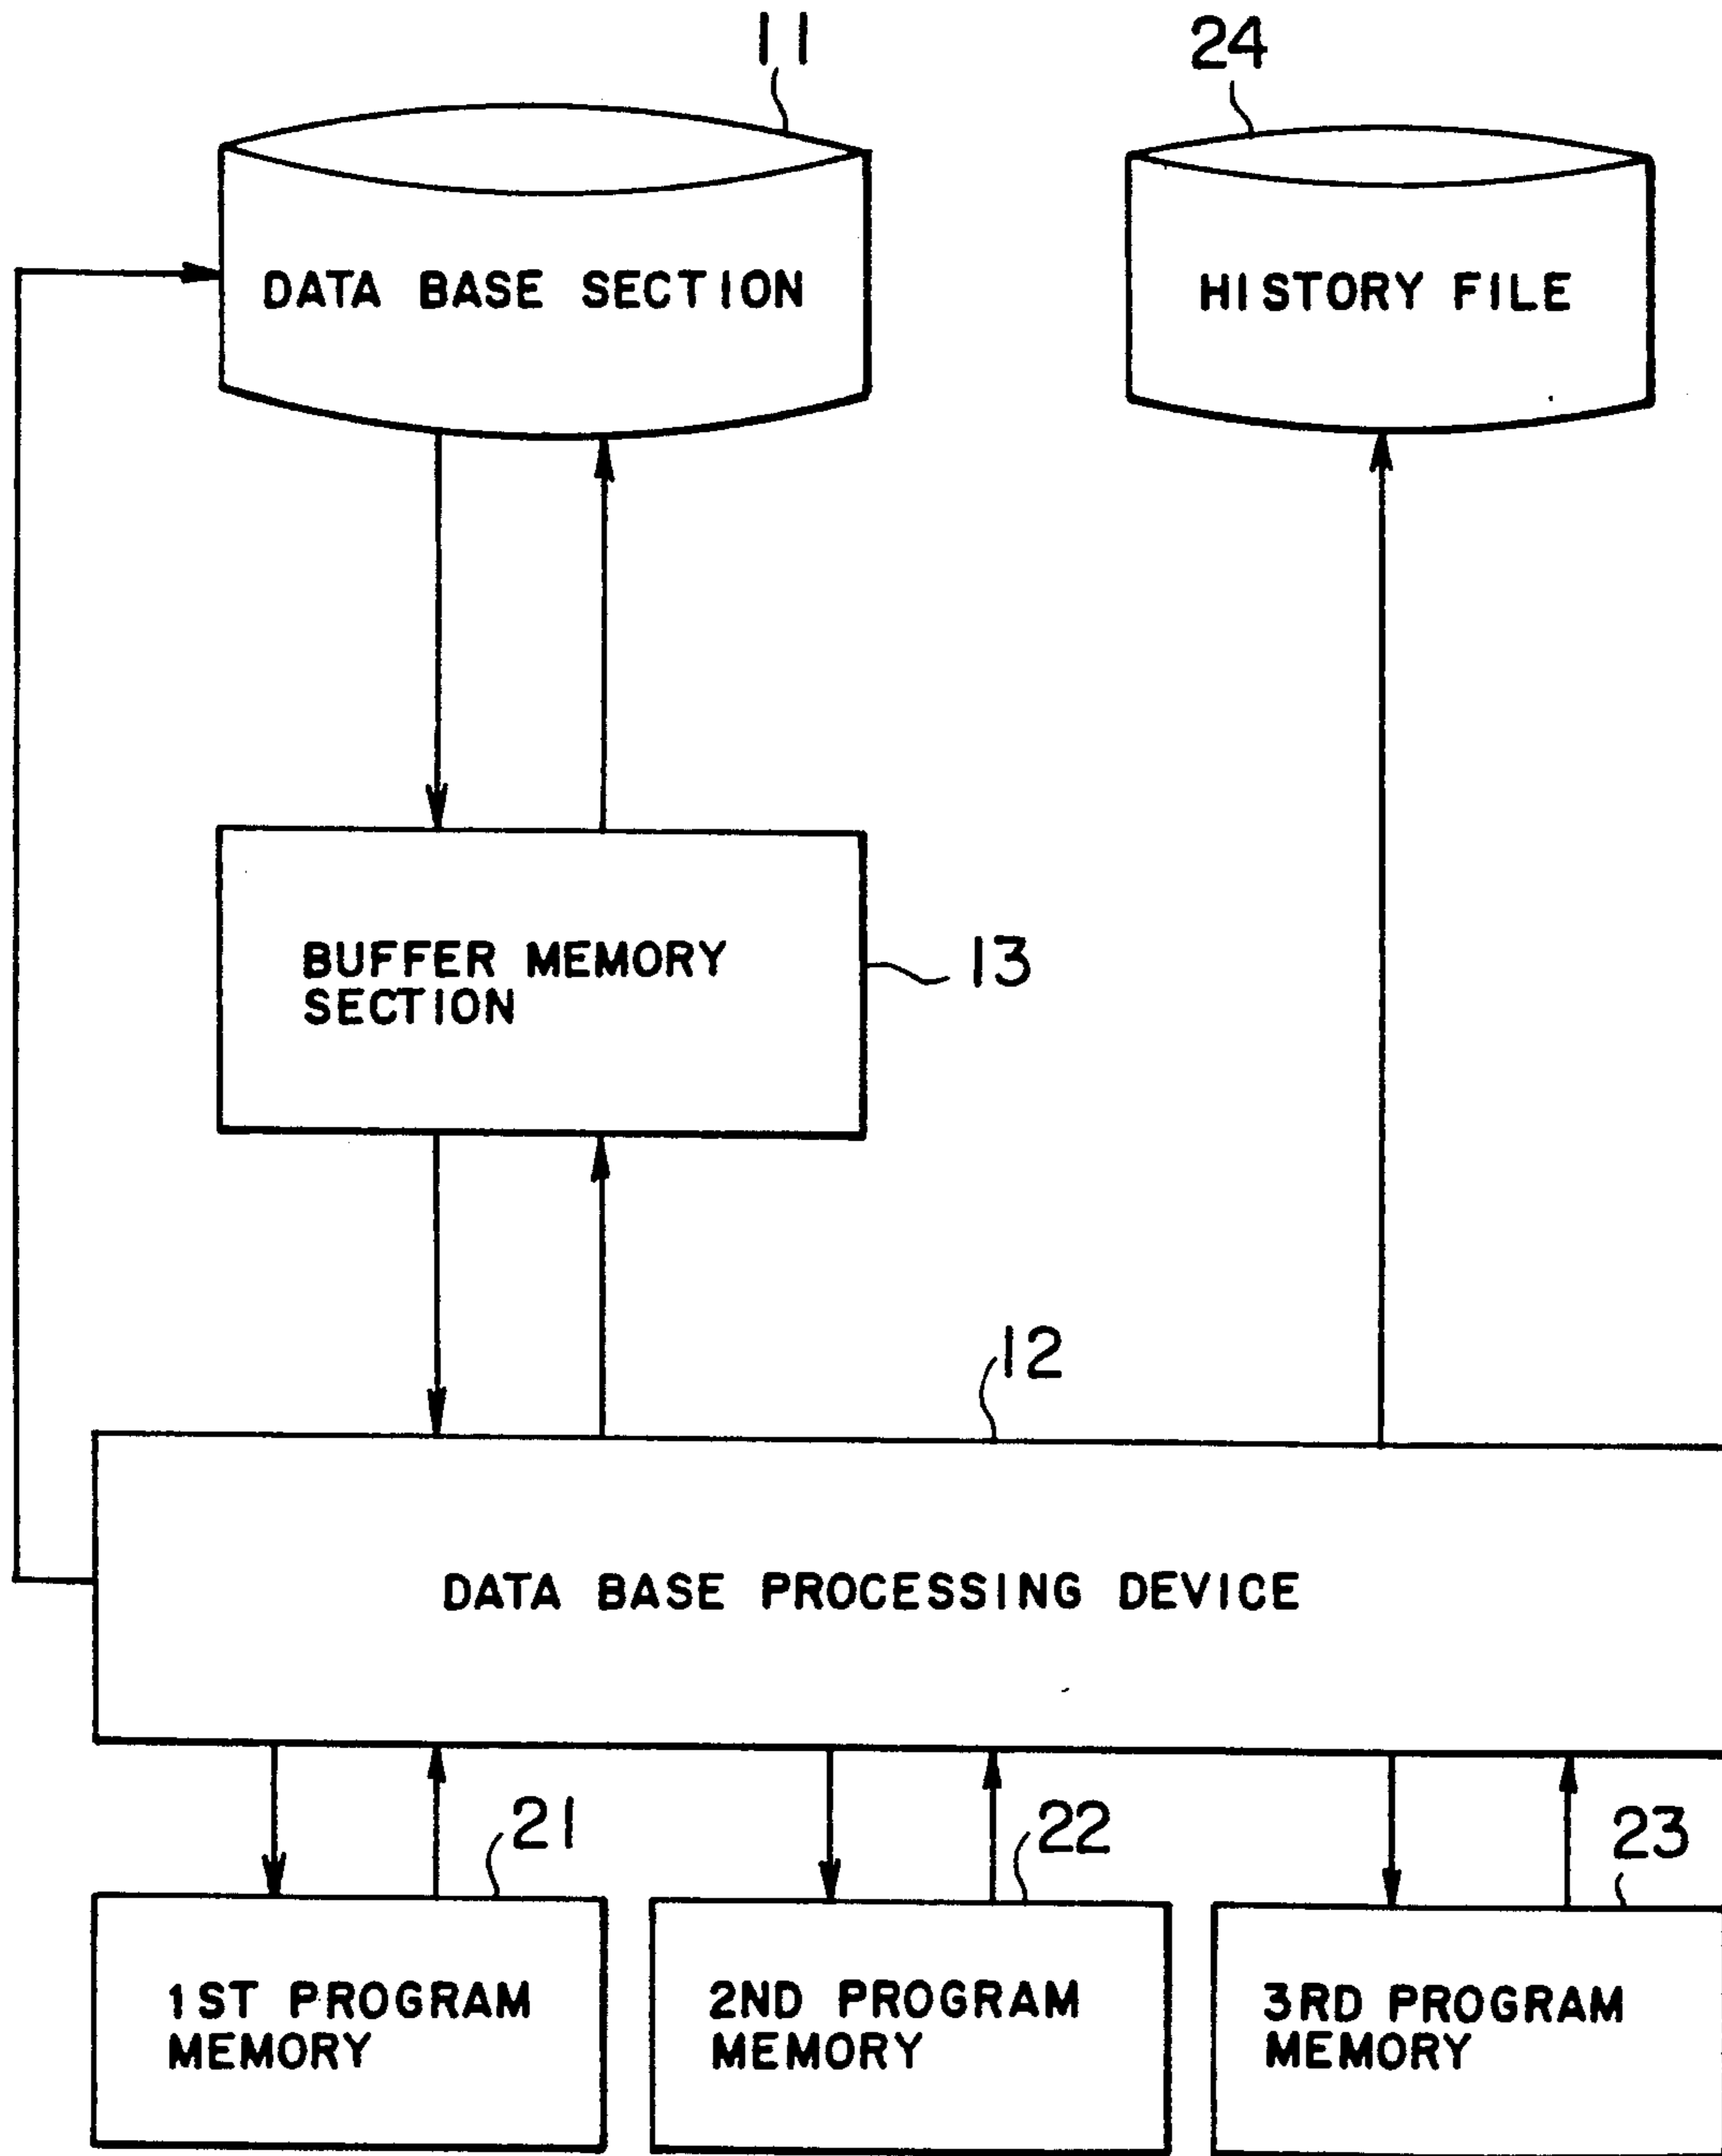 11
24
DATA BASE SECTION
HISTORY FILE
BUFFER MEMORY
SECTION
13
12
DATA BASE PROCESSING DEVICE
21
22
23
1ST PROGRAM
MEMORY
2ND PROGRAM
MEMORY
3RD PROGRAM
MEMORY